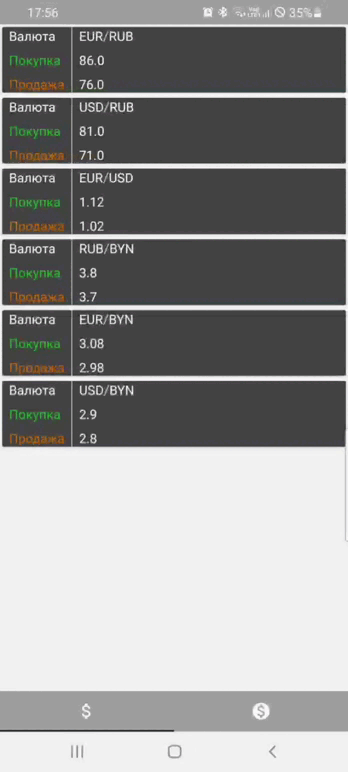 17:56 35%
Валюта EUR/RUB
Покупка 86.0
Продажа 76.0
Валюта USD/RUB
Покупка 81.0
Продажа 71.0
Валюта EUR/USD
Покупка 1.12
Продажа 1.02
Валюта RUB/BYN
Покупка 3.8
Продажа 3.7
Валюта EUR/BYN
Покупка 3.08
Продажа 2.98
Валюта USD/BYN
Покупка 2.9
Продажа 2.8
$ $